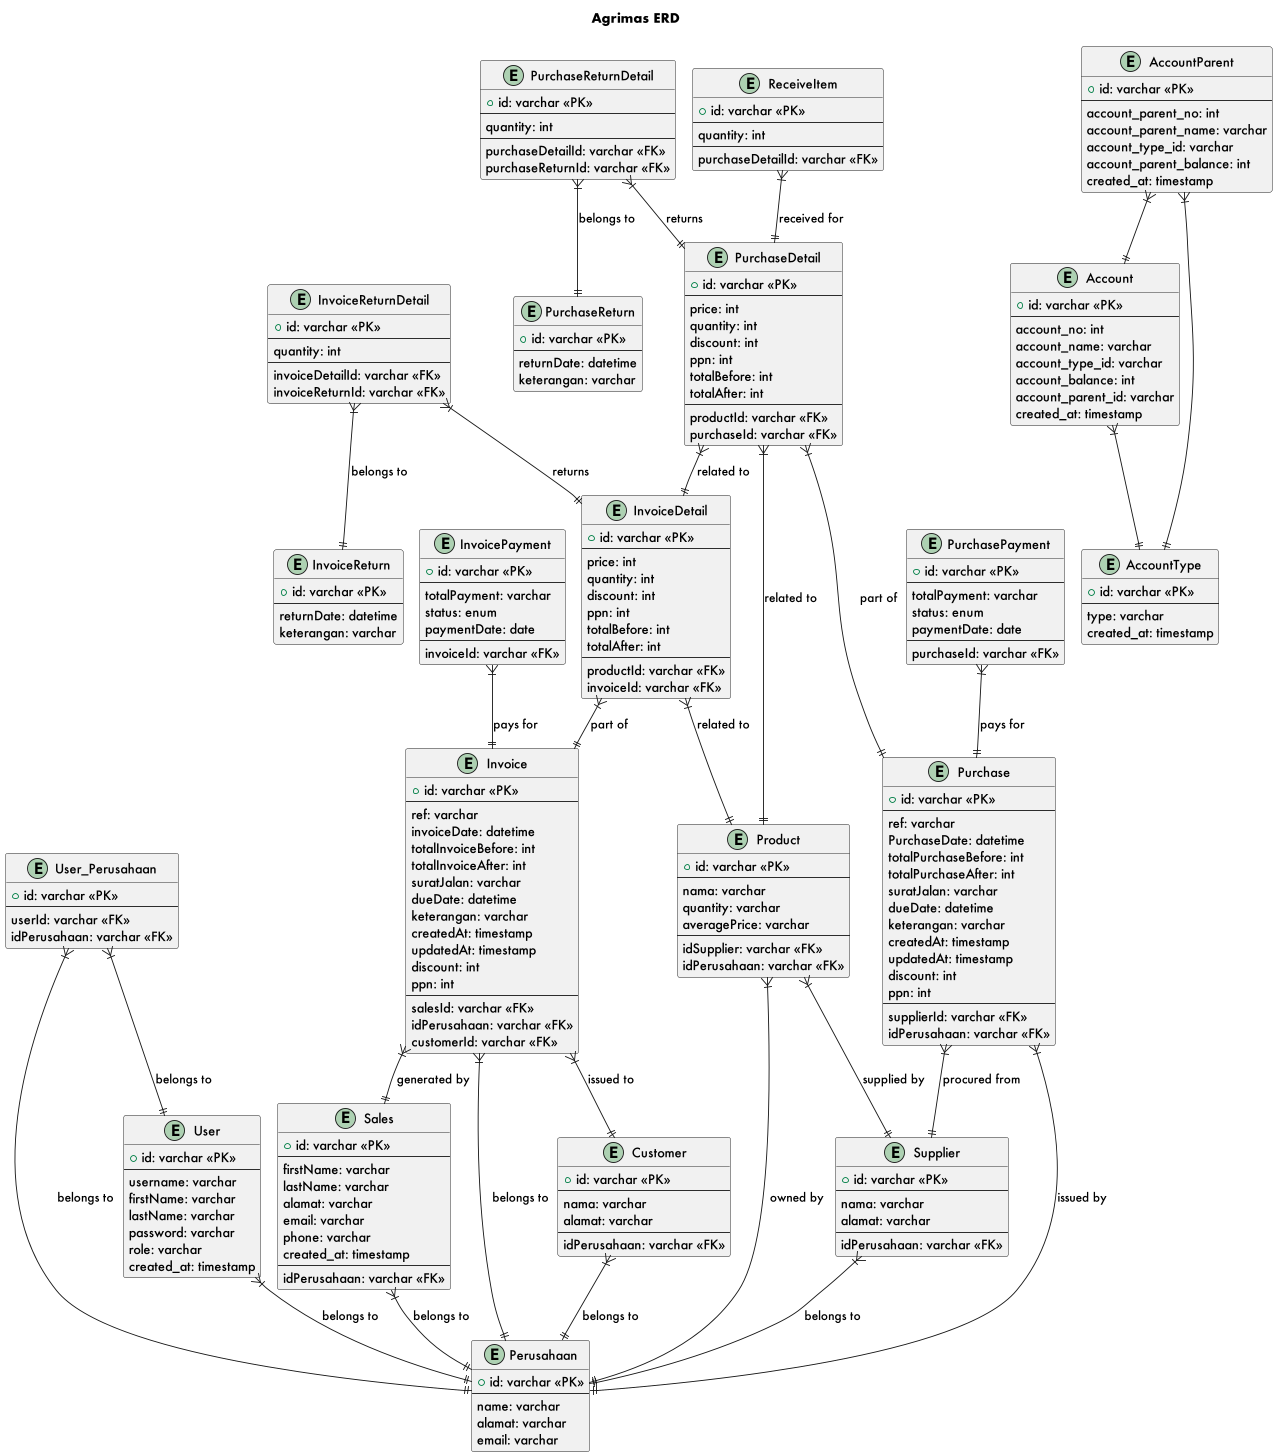 Agrimas ERD
E PurchaseReturnDetail
id: varchar «PK»
quantity: int
purchaseDetailId: varchar «FK»
purchaseReturnId: varchar «FK»
E ReceiveItem
id: varchar «PK»
quantity: int
purchaseDetailId: varchar «FK»
E AccountParent
id: varchar «PK»
account_parent_no: int
account_parent_name: varchar
account_type_id: varchar
account_parent_balance: int
created_at: timestamp
belongs to
returns
received for
E PurchaseDetail
id: varchar «PK»
price: int
quantity: int
discount: int
ppn: int
totalBefore: int
totalAfter: int
productId: varchar «FK»
purchaseId: varchar «FK»
E Account
id: varchar «PK»
account_no: int
account_name: varchar
account_type_id: varchar
account_balance: int
account_parent_id: varchar
created_at: timestamp
E InvoiceReturnDetail
id: varchar «PK»
quantity: int
invoiceDetailId: varchar «FK»
invoiceReturnId: varchar «FK»
E PurchaseReturn
id: varchar «PK»
returnDate: datetime
keterangan: varchar
belongs to
returns
related to
E InvoiceDetail
id: varchar «PK»
price: int
quantity: int
discount: int
ppn: int
totalBefore: int
totalAfter: int
productId: varchar «FK»
invoiceId: varchar «FK»
E InvoicePayment
id: varchar «PK»
totalPayment: varchar
status: enum
paymentDate: date
invoiceId: varchar «FK»
E PurchasePayment
id: varchar «PK»
totalPayment: varchar
status: enum
paymentDate: date
purchaseId: varchar «FK»
E InvoiceReturn
id: varchar «PK»
returnDate: datetime
keterangan: varchar
E AccountType
id: varchar «PK»
type: varchar
created_at: timestamp
related to
part of
pays for
part of
related to
pays for
E Invoice
id: varchar «PK»
ref: varchar
invoiceDate: datetime
totalInvoiceBefore: int
totalInvoiceAfter: int
suratJalan: varchar
dueDate: datetime
keterangan: varchar
createdAt: timestamp
updatedAt: timestamp
discount: int
ppn: int
salesId: varchar «FK»
idPerusahaan: varchar «FK»
customerId: varchar «FK»
E Purchase
id: varchar «PK»
ref: varchar
PurchaseDate: datetime
totalPurchaseBefore: int
totalPurchaseAfter: int
suratJalan: varchar
dueDate: datetime
keterangan: varchar
createdAt: timestamp
updatedAt: timestamp
discount: int
ppn: int
supplierId: varchar «FK»
idPerusahaan: varchar «FK»
E Product
id: varchar «PK»
nama: varchar
quantity: varchar
averagePrice: varchar
idSupplier: varchar «FK»
idPerusahaan: varchar «FK»
E User_Perusahaan
id: varchar «PK»
userId: varchar «FK»
idPerusahaan: varchar «FK»
belongs to
generated by
issued to
supplied by
procured from
E User
id: varchar «PK»
username: varchar
firstName: varchar
lastName: varchar
password: varchar
role: varchar
created_at: timestamp
E Sales
id: varchar «PK»
firstName: varchar
lastName: varchar
alamat: varchar
email: varchar
phone: varchar
created_at: timestamp
idPerusahaan: varchar «FK»
E Customer
id: varchar «PK»
nama: varchar
alamat: varchar
idPerusahaan: varchar «FK»
E Supplier
id: varchar «PK»
nama: varchar
alamat: varchar
idPerusahaan: varchar «FK»
belongs to
belongs to
owned by
issued by
belongs to
belongs to
belongs to
belongs to
E Perusahaan
id: varchar «PK»
name: varchar
alamat: varchar
email: varchar